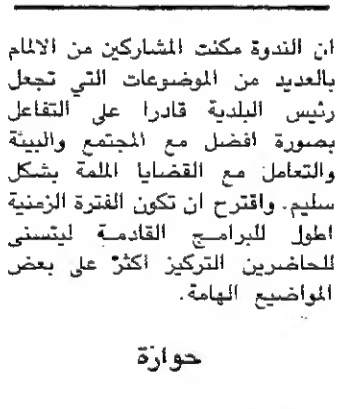 ان الندوة مكنت المشاركين من الالمام
بالعديد من الموضوعات التي تجعل
رئيس البلدية قادرا على التفاعل
بصورة افضل مع المجتمع والبيئة
والتعامل مع القضايا الملمة بشكل
سليم. واقترح ان تكون الفترة الزمنية
اطول للبرامج القادمة ليتسنى
للحاضرين التركيز اكثر على بعض
المواضيع الهامة.
حوارة